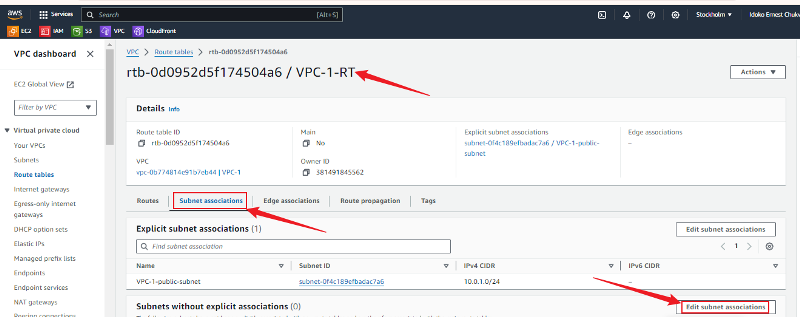 aws Services Search [Alt+S] Stockholm Idoko Ernest Chukw
EC2 IAM S3 VPC CloudFront
VPC dashboard
EC2 Global View
Filter by VPC
Virtual private cloud
Your VPCs
Subnets
Route tables
Internet gateways
Egress-only internet
gateways
DHCP option sets
Elastic IPs
Managed prefix lists
Endpoints
Endpoint services
NAT gateways
Peering connections
VPC > Route tables > rtb-0d0952d5f174504a6
rtb-0d0952d5f174504a6 / VPC-1-RT
Actions
Details Info
Route table ID
rtb-0d0952d5f174504a6
Main
No
Explicit subnet associations
subnet-0f4c189efbadac7a6 / VPC-1-public-
subnet
Edge associations
–
VPC
vpc-0b774814e91b7eb44 | VPC-1
Owner ID
381491845562
Routes Subnet associations Edge associations Route propagation Tags
Explicit subnet associations (1)
Edit subnet associations
Find subnet association
1
Name Subnet ID IPv4 CIDR IPv6 CIDR
VPC-1-public-subnet subnet-0f4c189efbadac7a6 10.0.1.0/24 –
Subnets without explicit associations (0)
Edit subnet associations